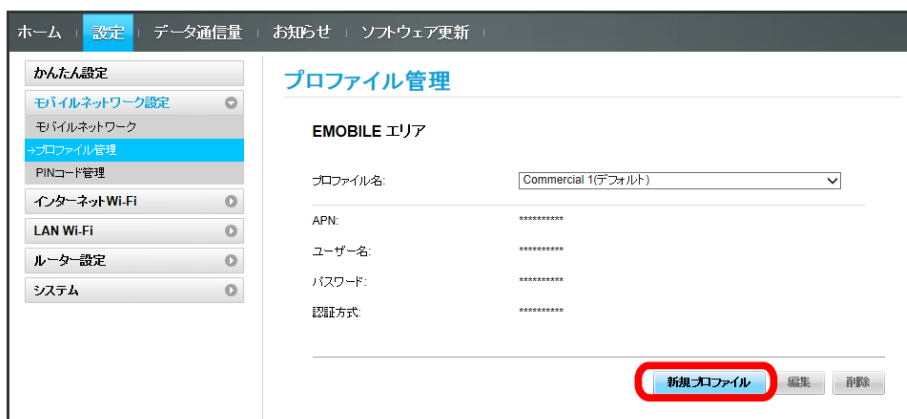 ホーム 設定 データ通信量 お知らせ ソフトウェア更新
かんたん設定
モバイルネットワーク設定
モバイルネットワーク
→プロファイル管理
PINコード管理
インターネットWi-Fi
LAN Wi-Fi
ルーター設定
システム
プロファイル管理
EMOBILE エリア
プロファイル名: Commercial 1(デフォルト)
APN: **********
ユーザー名: **********
パスワード: **********
認証方式: **********
新規プロファイル 編集 削除